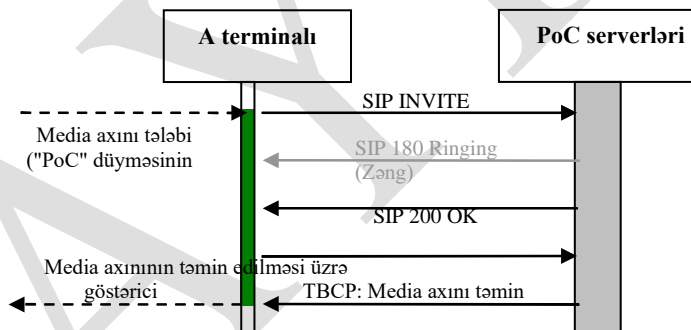 A terminalı
PoC serverləri
SIP INVITE
Media axını tələbi
("PoC" düyməsinin
SIP 180 Ringing
(Zəng)
SIP 200 OK
Media axınının təmin edilməsi üzrə
göstərici
TBCP: Media axını təmin